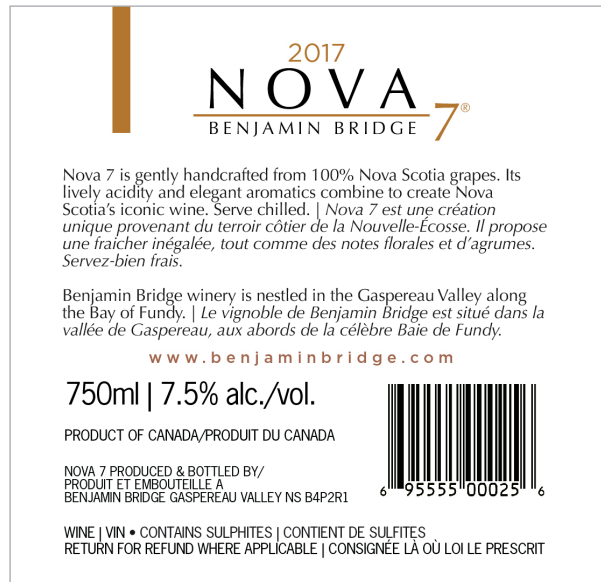 2017
NOVA
BENJAMIN BRIDGE 7®
Nova 7 is gently handcrafted from 100% Nova Scotia grapes. Its
lively acidity and elegant aromatics combine to create Nova
Scotia's iconic wine. Serve chilled. | Nova 7 est une création
unique provenant du terroir côtier de la Nouvelle-Écosse. Il propose
une fraicher inégalée, tout comme des notes florales et d'agrumes.
Servez-bien frais.
Benjamin Bridge winery is nestled in the Gaspereau Valley along
the Bay of Fundy. | Le vignoble de Benjamin Bridge est situé dans la
vallée de Gaspereau, aux abords de la célèbre Baie de Fundy.
www.benjaminbridge.com
750ml | 7.5% alc./vol.
PRODUCT OF CANADA/PRODUIT DU CANADA
NOVA 7 PRODUCED & BOTTLED BY/
PRODUIT ET EMBOUTEILLE A
BENJAMIN BRIDGE GASPEREAU VALLEY NS B4P2R1
6 95555 00025 6
WINE | VIN • CONTAINS SULPHITES | CONTIENT DE SULFITES
RETURN FOR REFUND WHERE APPLICABLE | CONSIGNÉE LÀ OÙ LOI LE PRESCRIT